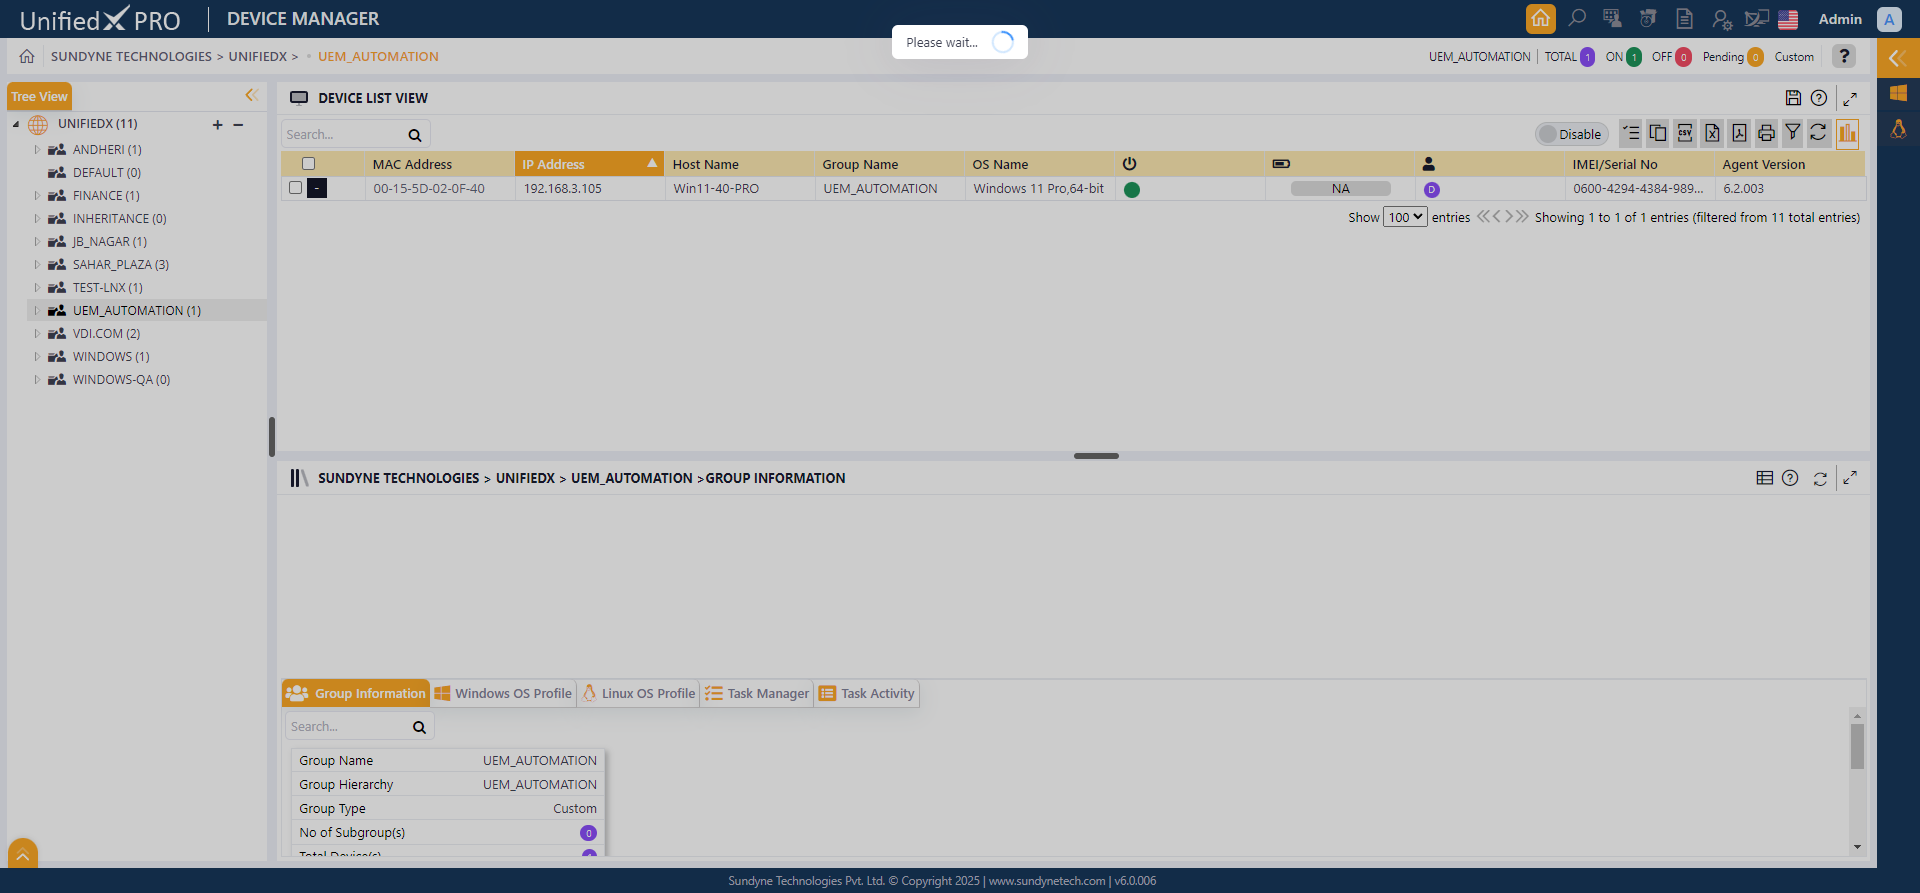 UnifiedX PRO
DEVICE MANAGER
Please wait...
Admin
A
SUNDYNE TECHNOLOGIES > UNIFIEDX > • UEM_AUTOMATION
UEM_AUTOMATION | TOTAL 1 ON 1 OFF 0 Pending 0 Custom ?
Tree View
UNIFIEDX (11)
+ −
ANDHERI (1)
DEFAULT (0)
FINANCE (1)
INHERITANCE (0)
JB_NAGAR (1)
SAHAR_PLAZA (3)
TEST-LNX (1)
UEM_AUTOMATION (1)
VDI.COM (2)
WINDOWS (1)
WINDOWS-QA (0)
DEVICE LIST VIEW
Search...
Disable
CSV
MAC Address IP Address Host Name Group Name OS Name IMEI/Serial No Agent Version
- 00-15-5D-02-0F-40 192.168.3.105 Win11-40-PRO UEM_AUTOMATION Windows 11 Pro,64-bit NA D 0600-4294-4384-989... 6.2.003
Show 100 entries Showing 1 to 1 of 1 entries (filtered from 11 total entries)
SUNDYNE TECHNOLOGIES > UNIFIEDX > UEM_AUTOMATION >GROUP INFORMATION
Group Information Windows OS Profile Linux OS Profile Task Manager Task Activity
Search...
Group Name UEM_AUTOMATION
Group Hierarchy UEM_AUTOMATION
Group Type Custom
No of Subgroup(s) 0
Total Device(s)
Sundyne Technologies Pvt. Ltd. © Copyright 2025 | www.sundynetech.com | v6.0.006